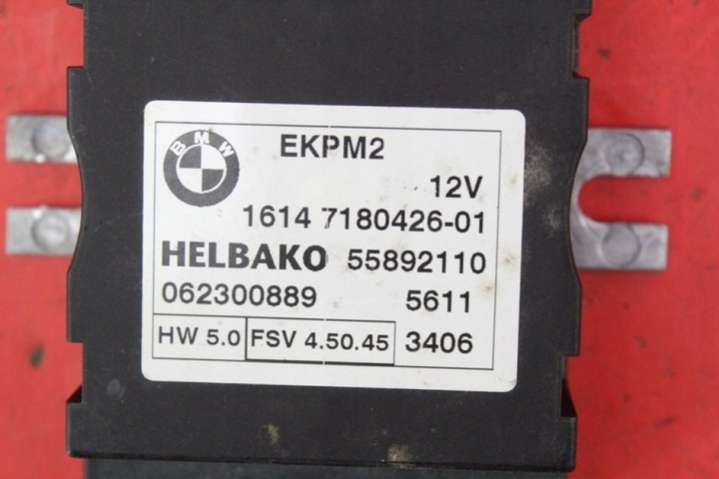 BMW
EKPM2
12V
1614 7180426-01
HELBAKO 55892110
062300889 5611
HW 5.0 FSV 4.50.45 3406